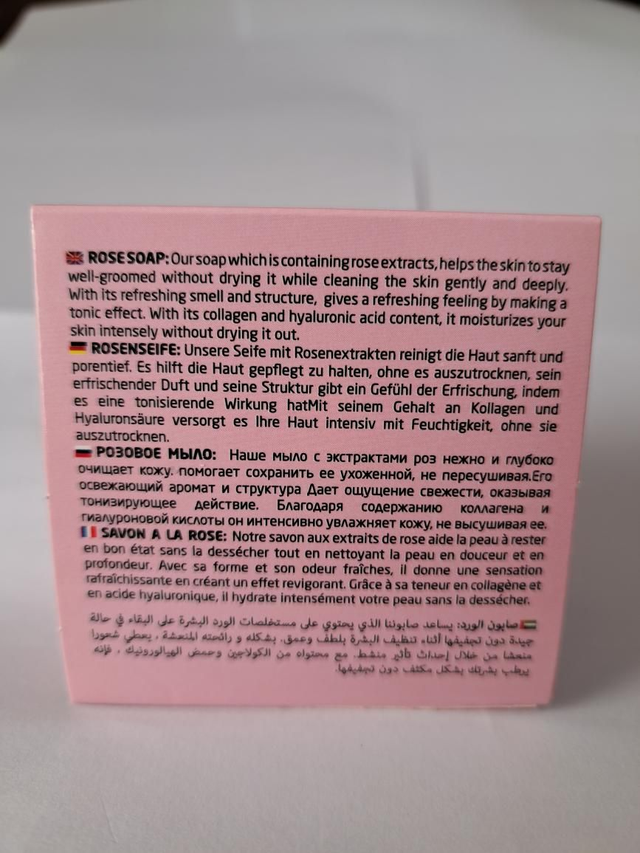 ROSE SOAP: Our soap which is containing rose extracts, helps the skin to stay
well-groomed without drying it while cleaning the skin gently and deeply.
With its refreshing smell and structure, gives a refreshing feeling by making a
tonic effect. With its collagen and hyaluronic acid content, it moisturizes your
skin intensely without drying it out.
ROSENSEIFE: Unsere Seife mit Rosenextrakten reinigt die Haut sanft und
porentief. Es hilft die Haut gepflegt zu halten, ohne es auszutrocknen, sein
erfrischender Duft und seine Struktur gibt ein Gefühl der Erfrischung, indem
es eine tonisierende Wirkung hatMit seinem Gehalt an Kollagen und
Hyaluronsäure versorgt es Ihre Haut intensiv mit Feuchtigkeit, ohne sie
auszutrocknen.
РОЗОВОЕ МЫЛО: Наше мыло с экстрактами роз нежно и глубоко
очищает кожу. помогает сохранить ее ухоженной, не пересушивая.Его
освежающий аромат и структура Дает ощущение свежести, оказывая
тонизирующее действие. Благодаря содержанию коллагена и
гиалуроновой кислоты он интенсивно увлажняет кожу, не высушивая ее.
SAVON A LA ROSE: Notre savon aux extraits de rose aide la peau à rester
en bon état sans la dessécher tout en nettoyant la peau en douceur et en
profondeur. Avec sa forme et son odeur fraîches, il donne une sensation
rafraîchissante en créant un effet revigorant. Grâce à sa teneur en collagène et
en acide hyaluronique, il hydrate intensément votre peau sans la dessécher.
صابون الورد: يساعد صابوننا الذي يحتوي على مستخلصات الورد البشرة على البقاء في حالة
جيدة دون تجفيفها أثناء تنظيف البشرة بلطف وعمق. بشكله و رائحته المنعشة ، يعطي شعورا
منعشا من خلال إحداث تأثير منشط. مع محتواه من الكولاجين وحمض الهيالورونيك ، فإنه
يرطب بشرتك بشكل مكثف دون تجفيفها.